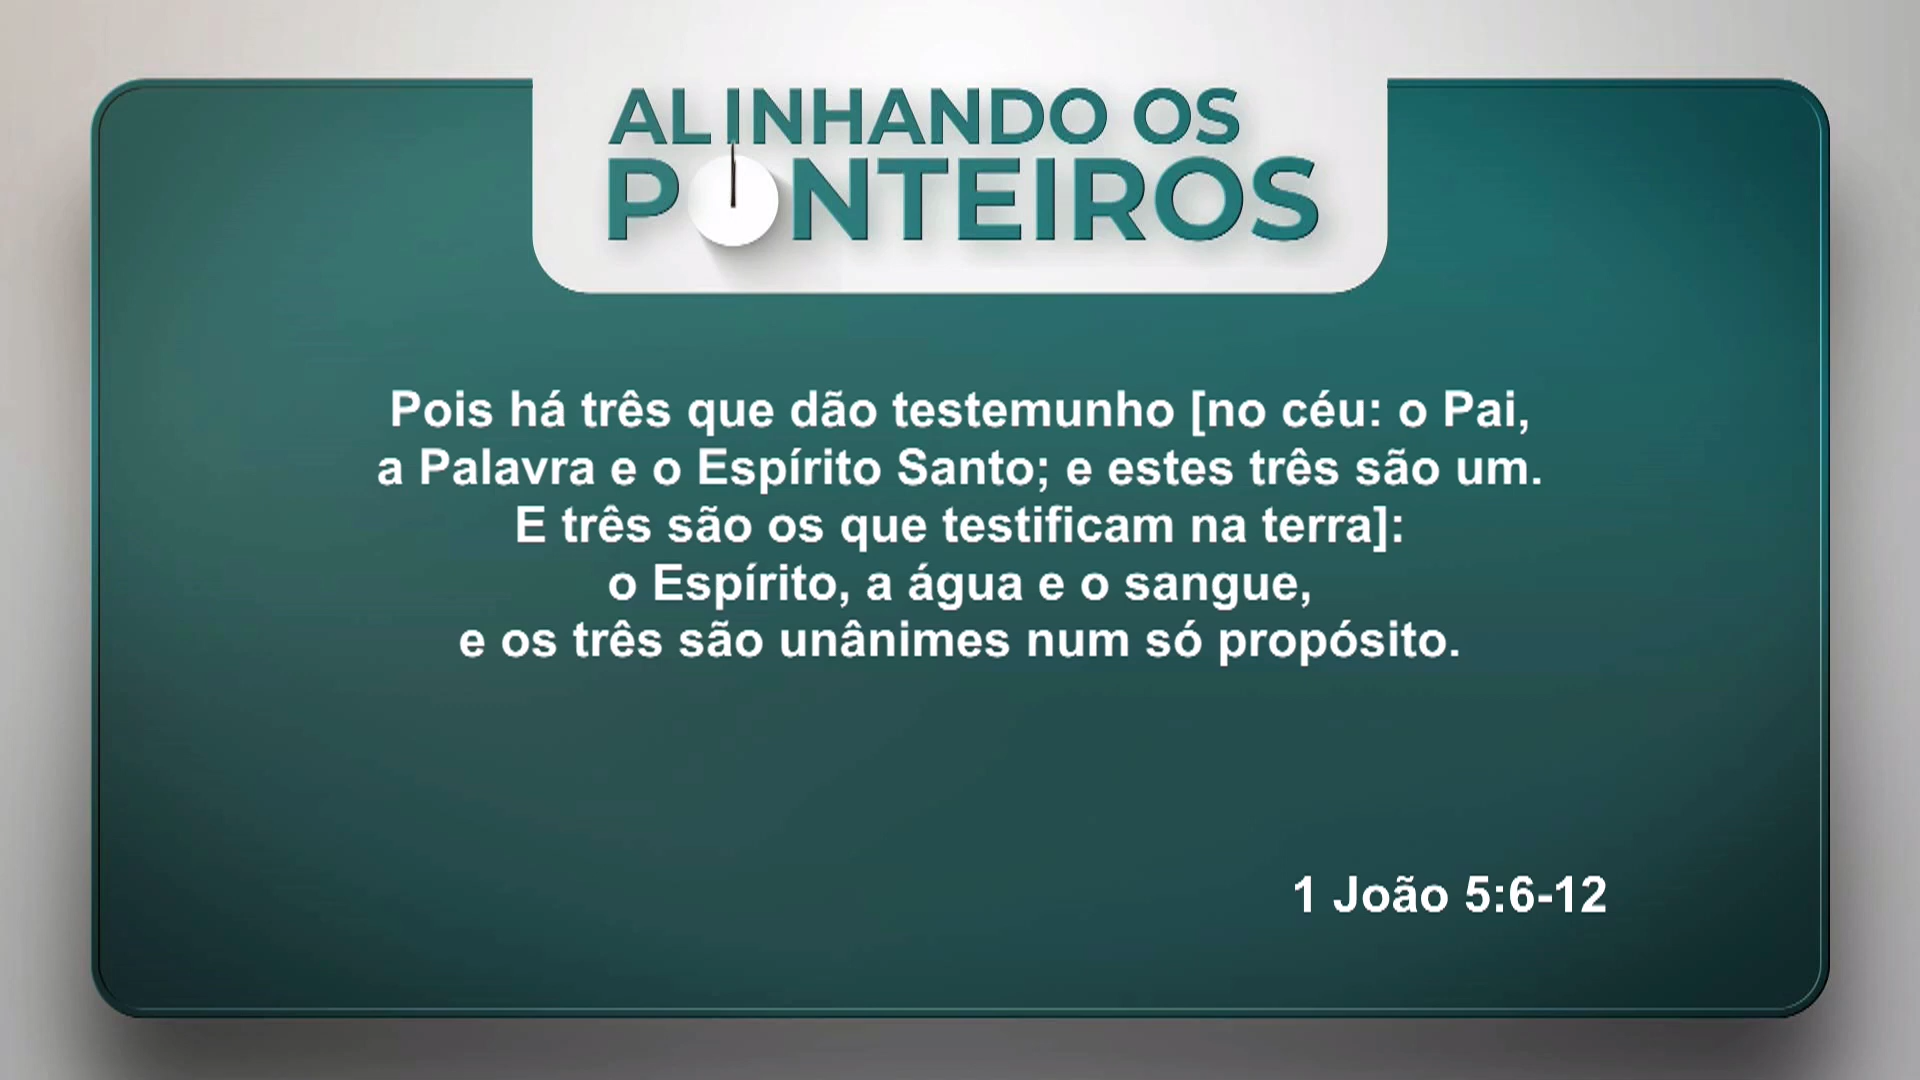 ALINHANDO OS
PONTEIROS
Pois há três que dão testemunho [no céu: o Pai,
a Palavra e o Espírito Santo; e estes três são um.
E três são os que testificam na terra]:
o Espírito, a água e o sangue,
e os três são unânimes num só propósito.
1 João 5:6-12